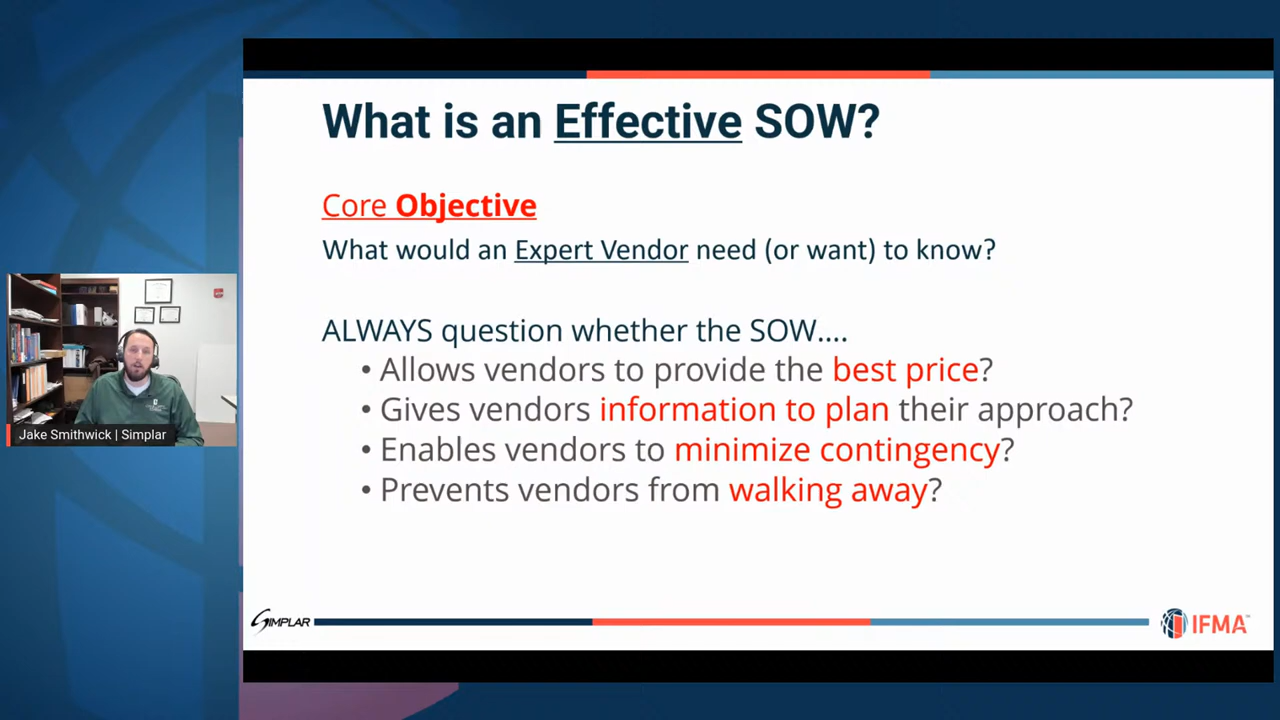 What is an Effective SOW?
Core Objective
What would an Expert Vendor need (or want) to know?
ALWAYS question whether the SOW....
• Allows vendors to provide the best price?
• Gives vendors information to plan their approach?
• Enables vendors to minimize contingency?
• Prevents vendors from walking away?
Jake Smithwick | Simplar
SIMPLAR
IFMA™